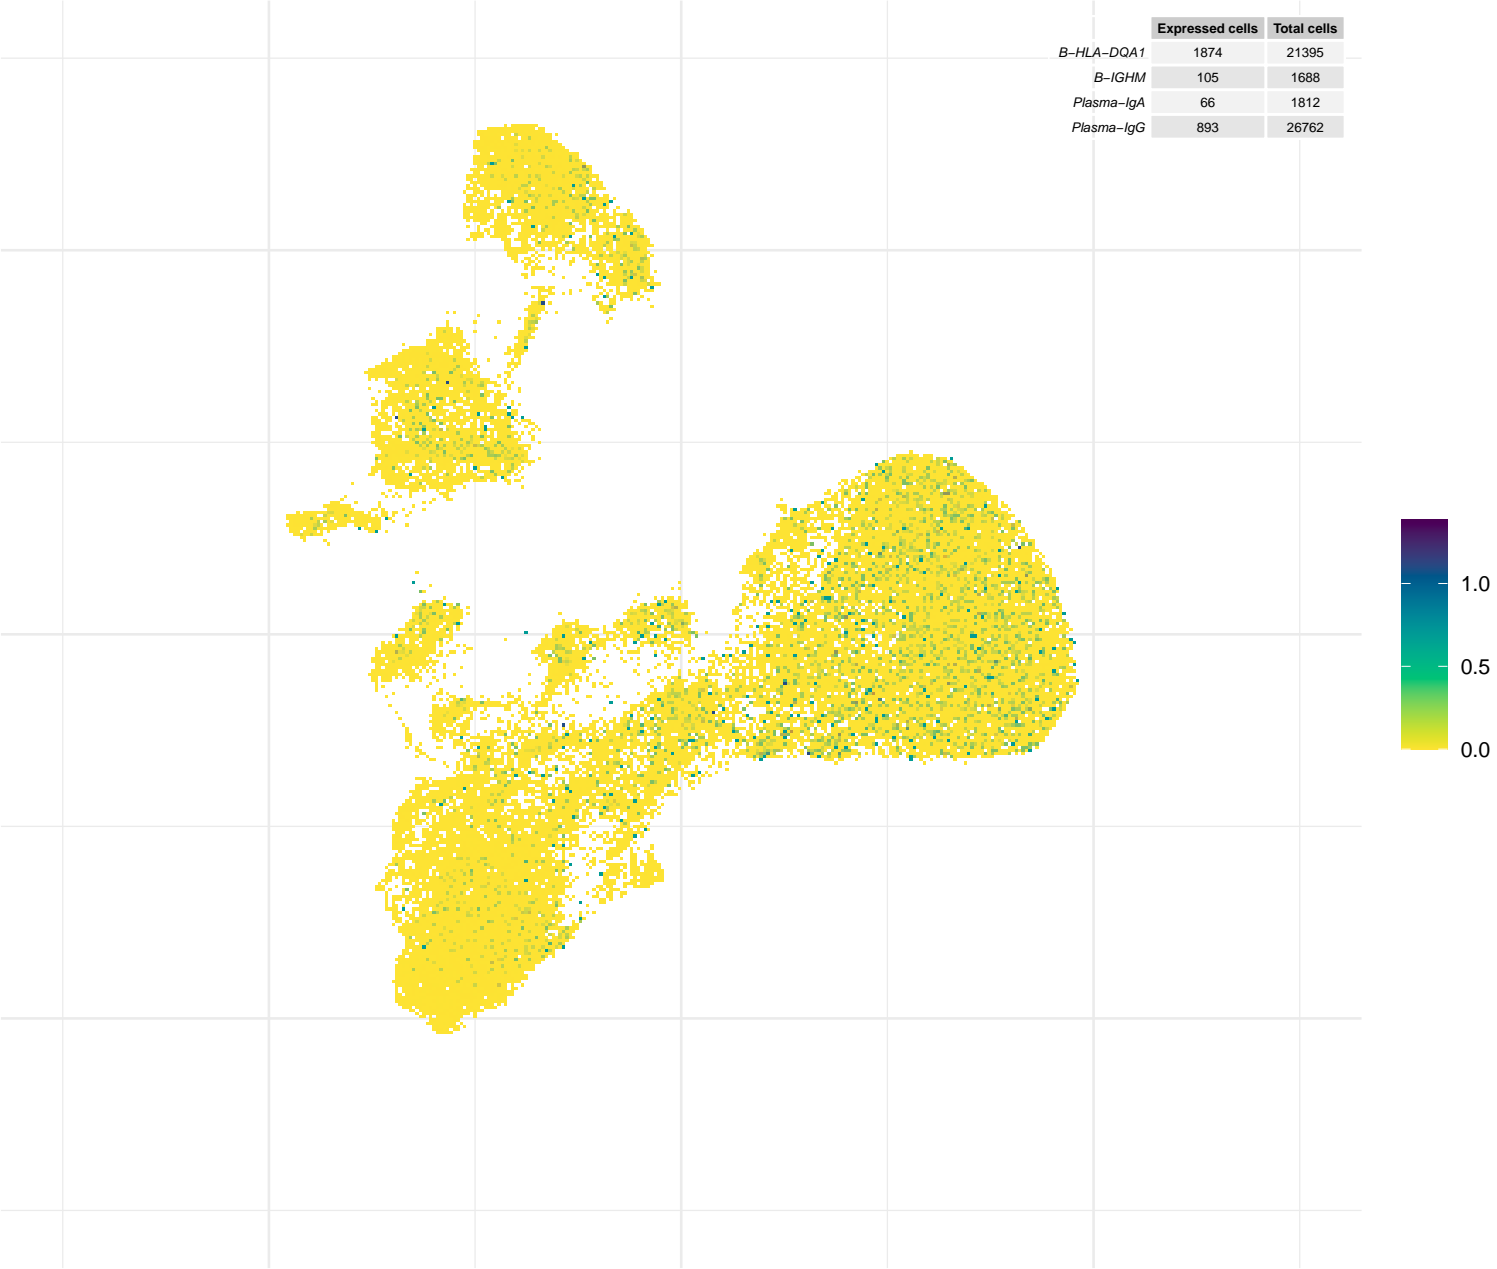 Expressed cells Total cells
B−HLA−DQA1 1874 21395
B−IGHM 105 1688
Plasma−IgA 66 1812
Plasma−IgG 893 26762
1.0
0.5
0.0